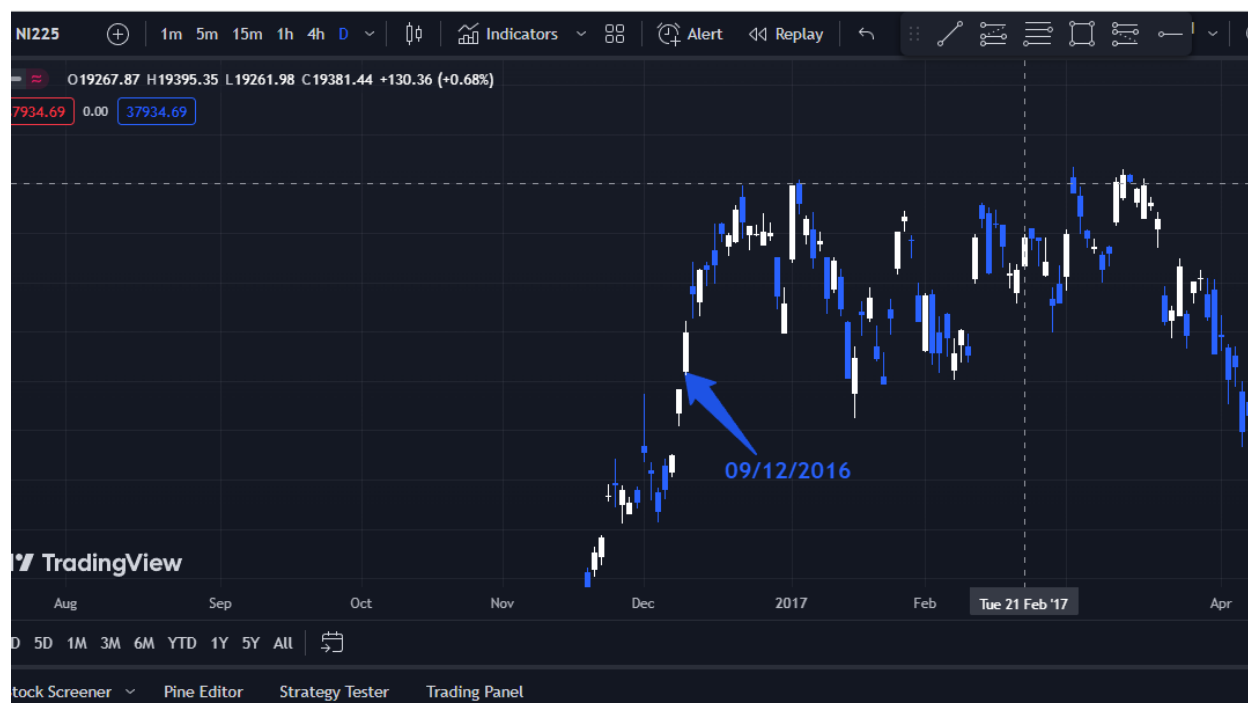 NI225 1m 5m 15m 1h 4h D Indicators Alert Replay
O19267.87 H19395.35 L19261.98 C19381.44 +130.36 (+0.68%)
7934.69 0.00 37934.69
09/12/2016
TradingView
Aug Sep Oct Nov Dec 2017 Feb Tue 21 Feb '17 Apr
D 5D 1M 3M 6M YTD 1Y 5Y All
tock Screener Pine Editor Strategy Tester Trading Panel